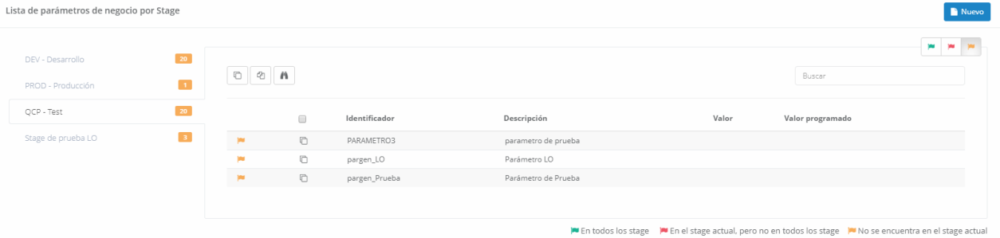 Lista de parámetros de negocio por Stage
Nuevo
DEV - Desarrollo 20
PROD - Producción 1
QCP - Test 20
Stage de prueba LO 3
Buscar
Identificador Descripción Valor Valor programado
PARAMETRO3 parametro de prueba
pargen_LO Parámetro LO
pargen_Prueba Parámetro de Prueba
En todos los stage En el stage actual, pero no en todos los stage No se encuentra en el stage actual